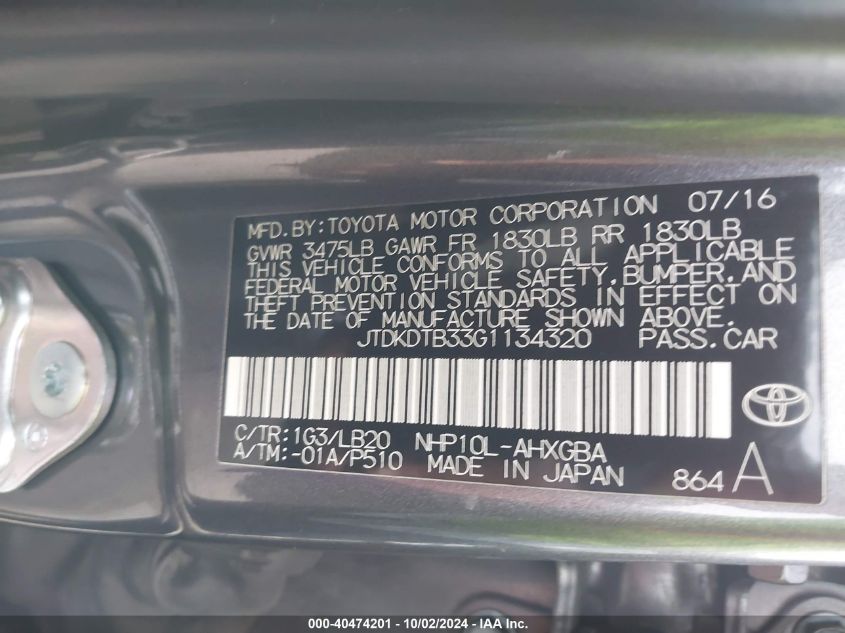 MFD.BY:TOYOTA MOTOR CORPORATION 07/16
GVWR 3475LB GAWR FR 1830LB RR 1830LB
THIS VEHICLE CONFORMS TO ALL APPLICABLE
FEDERAL MOTOR VEHICLE SAFETY,BUMPER,AND
THEFT PREVENTION STANDARDS IN EFFECT ON
THE DATE OF MANUFACTURE SHOWN ABOVE.
JTDKDTB33G1134320 PASS.CAR
C/TR:1G3/LB20 NHP10L-AHXGBA
A/TM:-01A/P510 MADE IN JAPAN 864 A
000-40474201 - 10/02/2024 - IAA Inc.